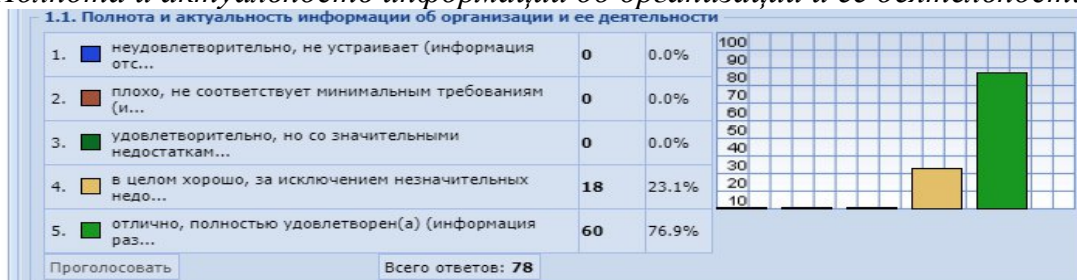 Полнота и актуальность информации об организации и ее деятельности
1.1. Полнота и актуальность информации об организации и ее деятельности
1. неудовлетворительно, не устраивает (информация отс... 0 0.0%
2. плохо, не соответствует минимальным требованиям (и... 0 0.0%
3. удовлетворительно, но со значительными недостаткам... 0 0.0%
4. в целом хорошо, за исключением незначительных недо... 18 23.1%
5. отлично, полностью удовлетворен(а) (информация раз... 60 76.9%
Проголосовать Всего ответов: 78
100
90
80
70
60
50
40
30
20
10